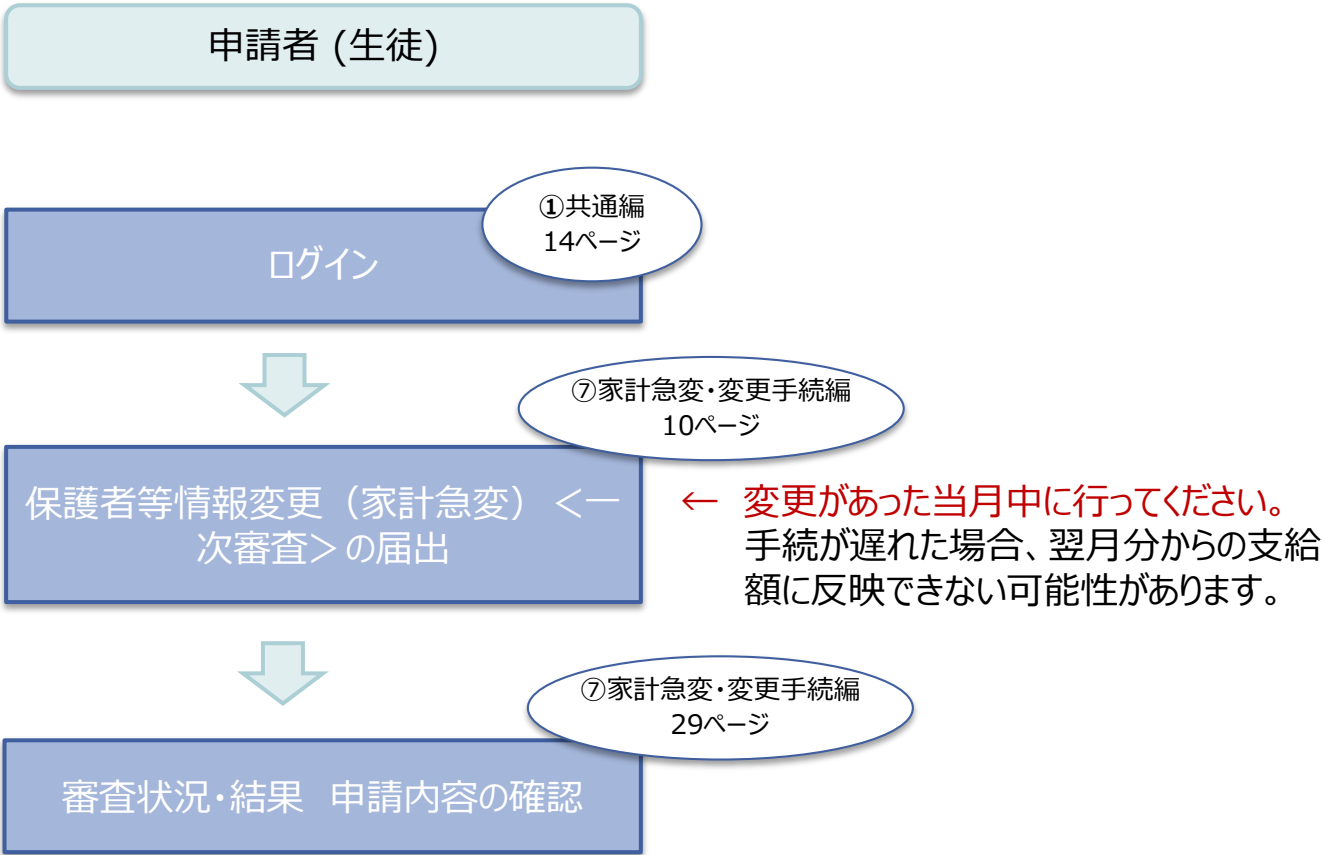 申請者 (生徒)
①共通編
14ページ
ログイン
⑦家計急変・変更手続編
10ページ
保護者等情報変更（家計急変）＜一
次審査＞の届出
← 変更があった当月中に行ってください。
手続が遅れた場合、翌月分からの支給
額に反映できない可能性があります。
⑦家計急変・変更手続編
29ページ
審査状況・結果　申請内容の確認